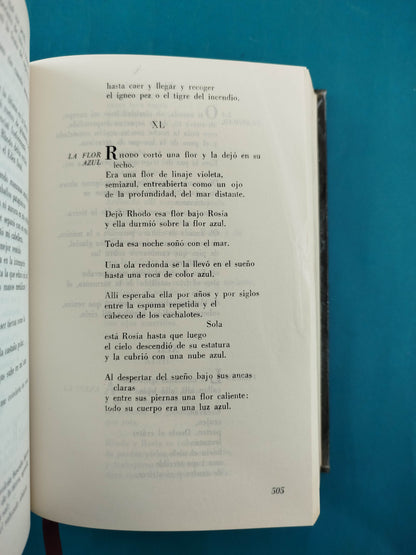 hasta caer y llegar y recoger
el ígneo pez o el tigre del incendio.
XL
LA FLOR
AZUL
RHODO cortó una flor y la dejó en su
lecho.
Era una flor de linaje violeta,
semiazul, entreabierta como un ojo
de la profundidad, del mar distante.
Dejó Rhodo esa flor bajo Rosía
y ella durmió sobre la flor azul.
Toda esa noche soñó con el mar.
Una ola redonda se la llevó en el sueño
hasta una roca de color azul.
Allí esperaba ella por años y por siglos
entre la espuma repetida y el
cabeceo de los cachalotes.
Sola
está Rosía hasta que luego
el cielo descendió de su estatura
y la cubrió con una nube azul.
Al despertar del sueño bajo sus ancas
claras
y entre sus piernas una flor caliente:
todo su cuerpo era una luz azul.
505